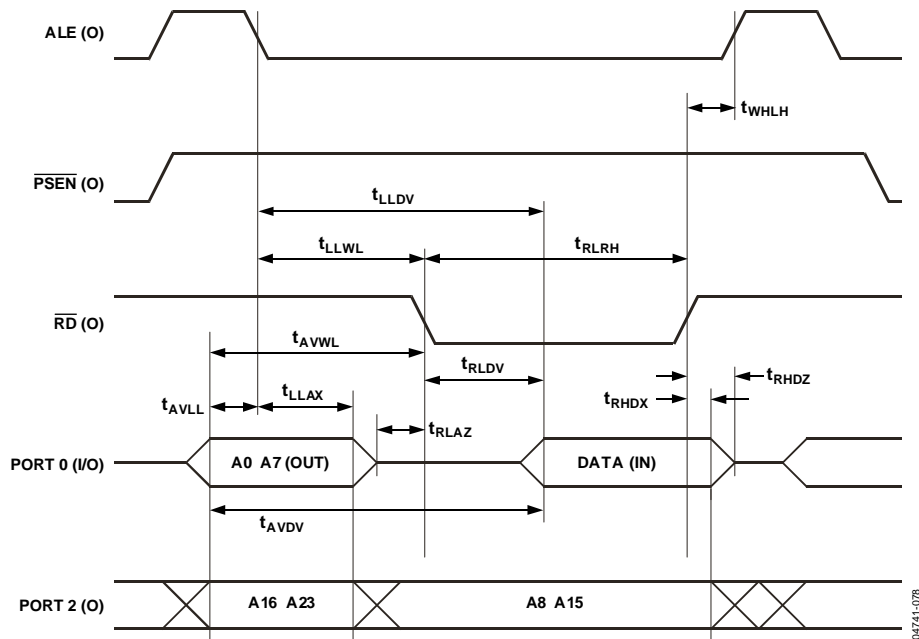 ALE (O)
tWHLH
PSEN (O)
tLLDV
tLLWL
tRLRH
RD (O)
tAVWL
tRLDV
tRHDZ
tAVLL
tLLAX
tRHDX
tRLAZ
PORT 0 (I/O)
A0 A7 (OUT)
DATA (IN)
tAVDV
PORT 2 (O)
A16 A23
A8 A15
04741-078